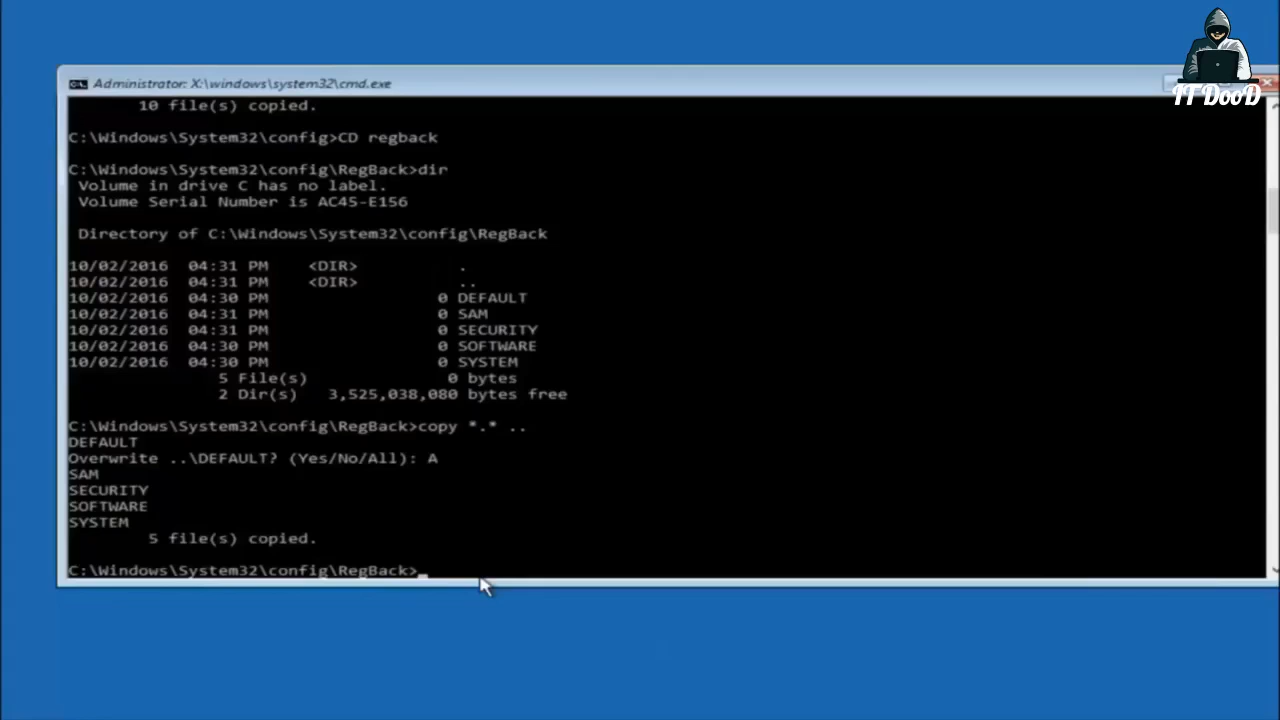 IT DooD
Administrator: X:\windows\system32\cmd.exe
10 file(s) copied.
C:\Windows\System32\config>CD regback
C:\Windows\System32\config\RegBack>dir
Volume in drive C has no label.
Volume Serial Number is AC45-E156
Directory of C:\Windows\System32\config\RegBack
10/02/2016 04:31 PM <DIR> .
10/02/2016 04:31 PM <DIR> ..
10/02/2016 04:30 PM 0 DEFAULT
10/02/2016 04:31 PM 0 SAM
10/02/2016 04:31 PM 0 SECURITY
10/02/2016 04:30 PM 0 SOFTWARE
10/02/2016 04:30 PM 0 SYSTEM
5 File(s) 0 bytes
2 Dir(s) 3,525,038,080 bytes free
C:\Windows\System32\config\RegBack>copy *.* ..
DEFAULT
Overwrite ..\DEFAULT? (Yes/No/All): A
SAM
SECURITY
SOFTWARE
SYSTEM
5 file(s) copied.
C:\Windows\System32\config\RegBack>_